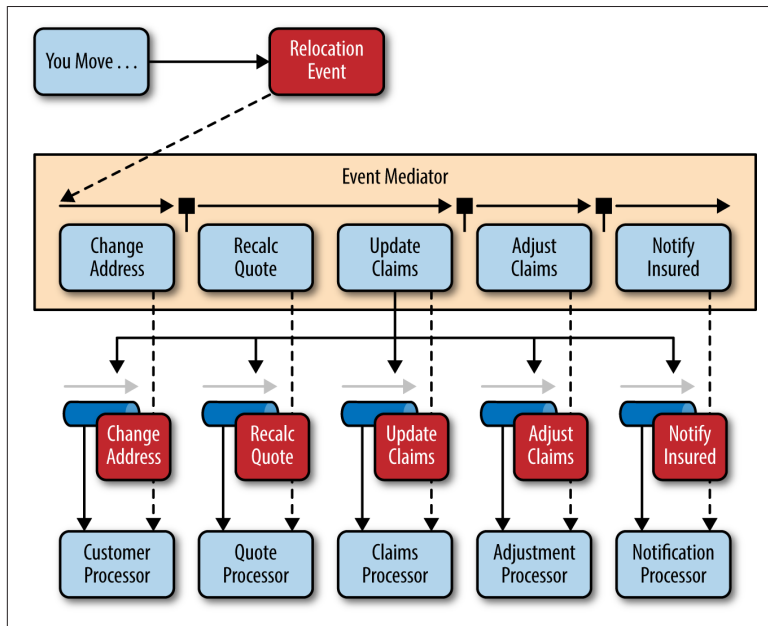 You Move . . .
Relocation
Event
Event Mediator
Change
Address
Recalc
Quote
Update
Claims
Adjust
Claims
Notify
Insured
Change
Address
Recalc
Quote
Update
Claims
Adjust
Claims
Notify
Insured
Customer
Processor
Quote
Processor
Claims
Processor
Adjustment
Processor
Notification
Processor